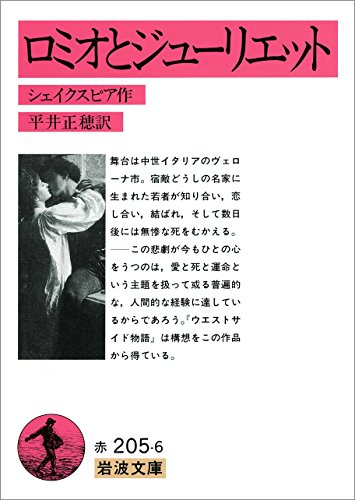 ロミオとジューリエット
シェイクスピア作
平井正穂訳
舞台は中世イタリアのヴェロ
ーナ市。宿敵どうしの名家に
生まれた若者が知り合い，恋
し合い，結ばれ，そして数日
後には無惨な死をむかえる。
──この悲劇が今もひとの心
をうつのは，愛と死と運命と
いう主題を扱って或る普遍的
な，人間的な経験に達してい
るからであろう。『ウエストサ
イド物語』は構想をこの作品
から得ている。
赤 205-6
岩波文庫